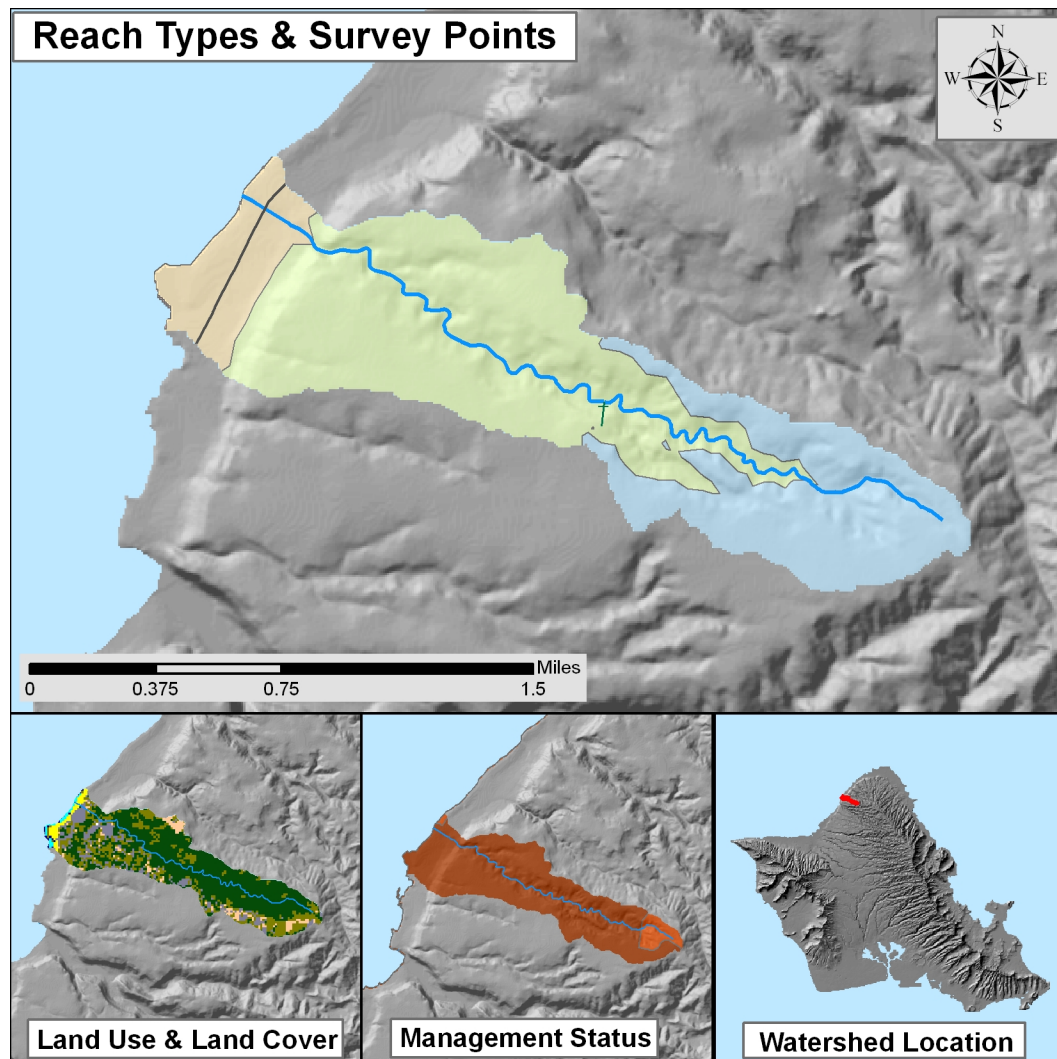 Reach Types & Survey Points
N
W E
S
Miles
0 0.375 0.75 1.5
Land Use & Land Cover
Management Status
Watershed Location